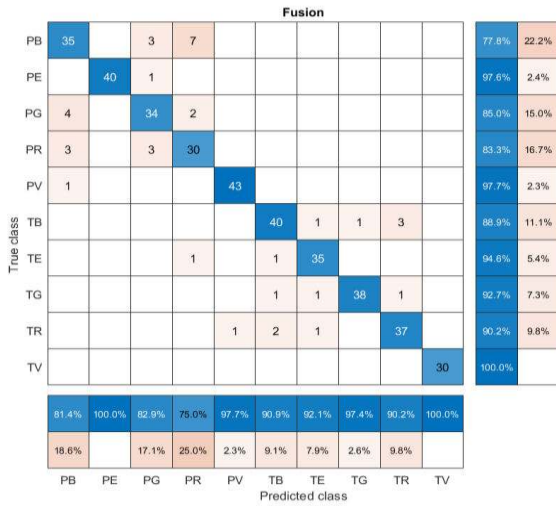 Fusion
PB 35 3 7 77.8% 22.2%
PE 40 1 97.6% 2.4%
PG 4 34 2 85.0% 15.0%
PR 3 3 30 83.3% 16.7%
PV 1 43 97.7% 2.3%
TB 40 1 1 3 88.9% 11.1%
TE 1 1 35 94.6% 5.4%
TG 1 1 38 1 92.7% 7.3%
TR 1 2 1 37 90.2% 9.8%
TV 30 100.0%
True class
81.4% 100.0% 82.9% 75.0% 97.7% 90.9% 92.1% 97.4% 90.2% 100.0%
18.6% 17.1% 25.0% 2.3% 9.1% 7.9% 2.6% 9.8%
PB PE PG PR PV TB TE TG TR TV
Predicted class